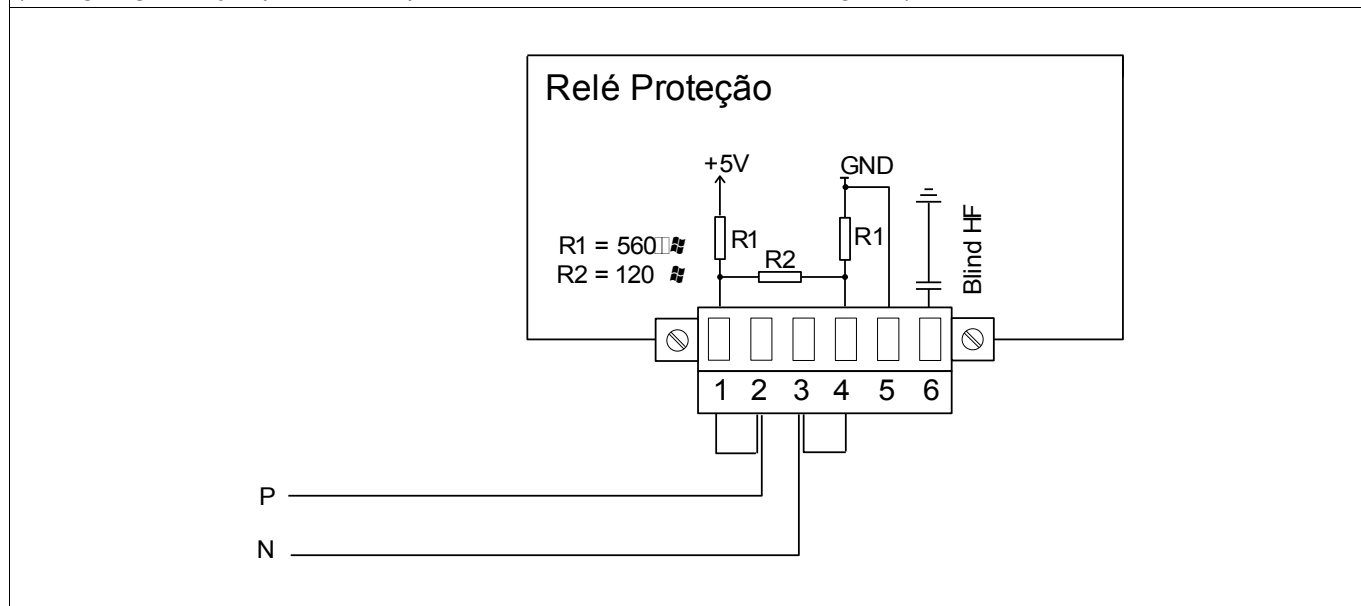 Relé Proteção
+5V
GND
R1 = 560
R1
R1
Blind HF
R2 = 120
R2
1 2 3 4 5 6
P
N